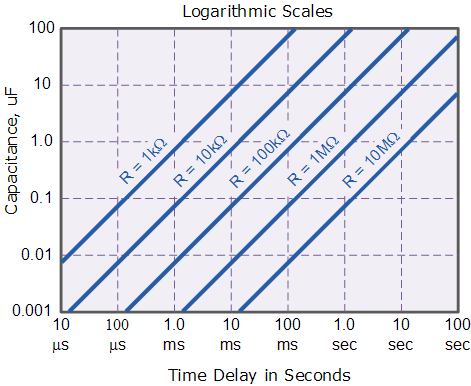 Logarithmic Scales
Capacitance, uF
100
10
1.0
0.1
0.01
0.001
R = 1kΩ
R = 10kΩ
R = 100kΩ
R = 1MΩ
R = 10MΩ
10 100 1.0 10 100 1.0 10 100
µs µs ms ms ms sec sec sec
Time Delay in Seconds